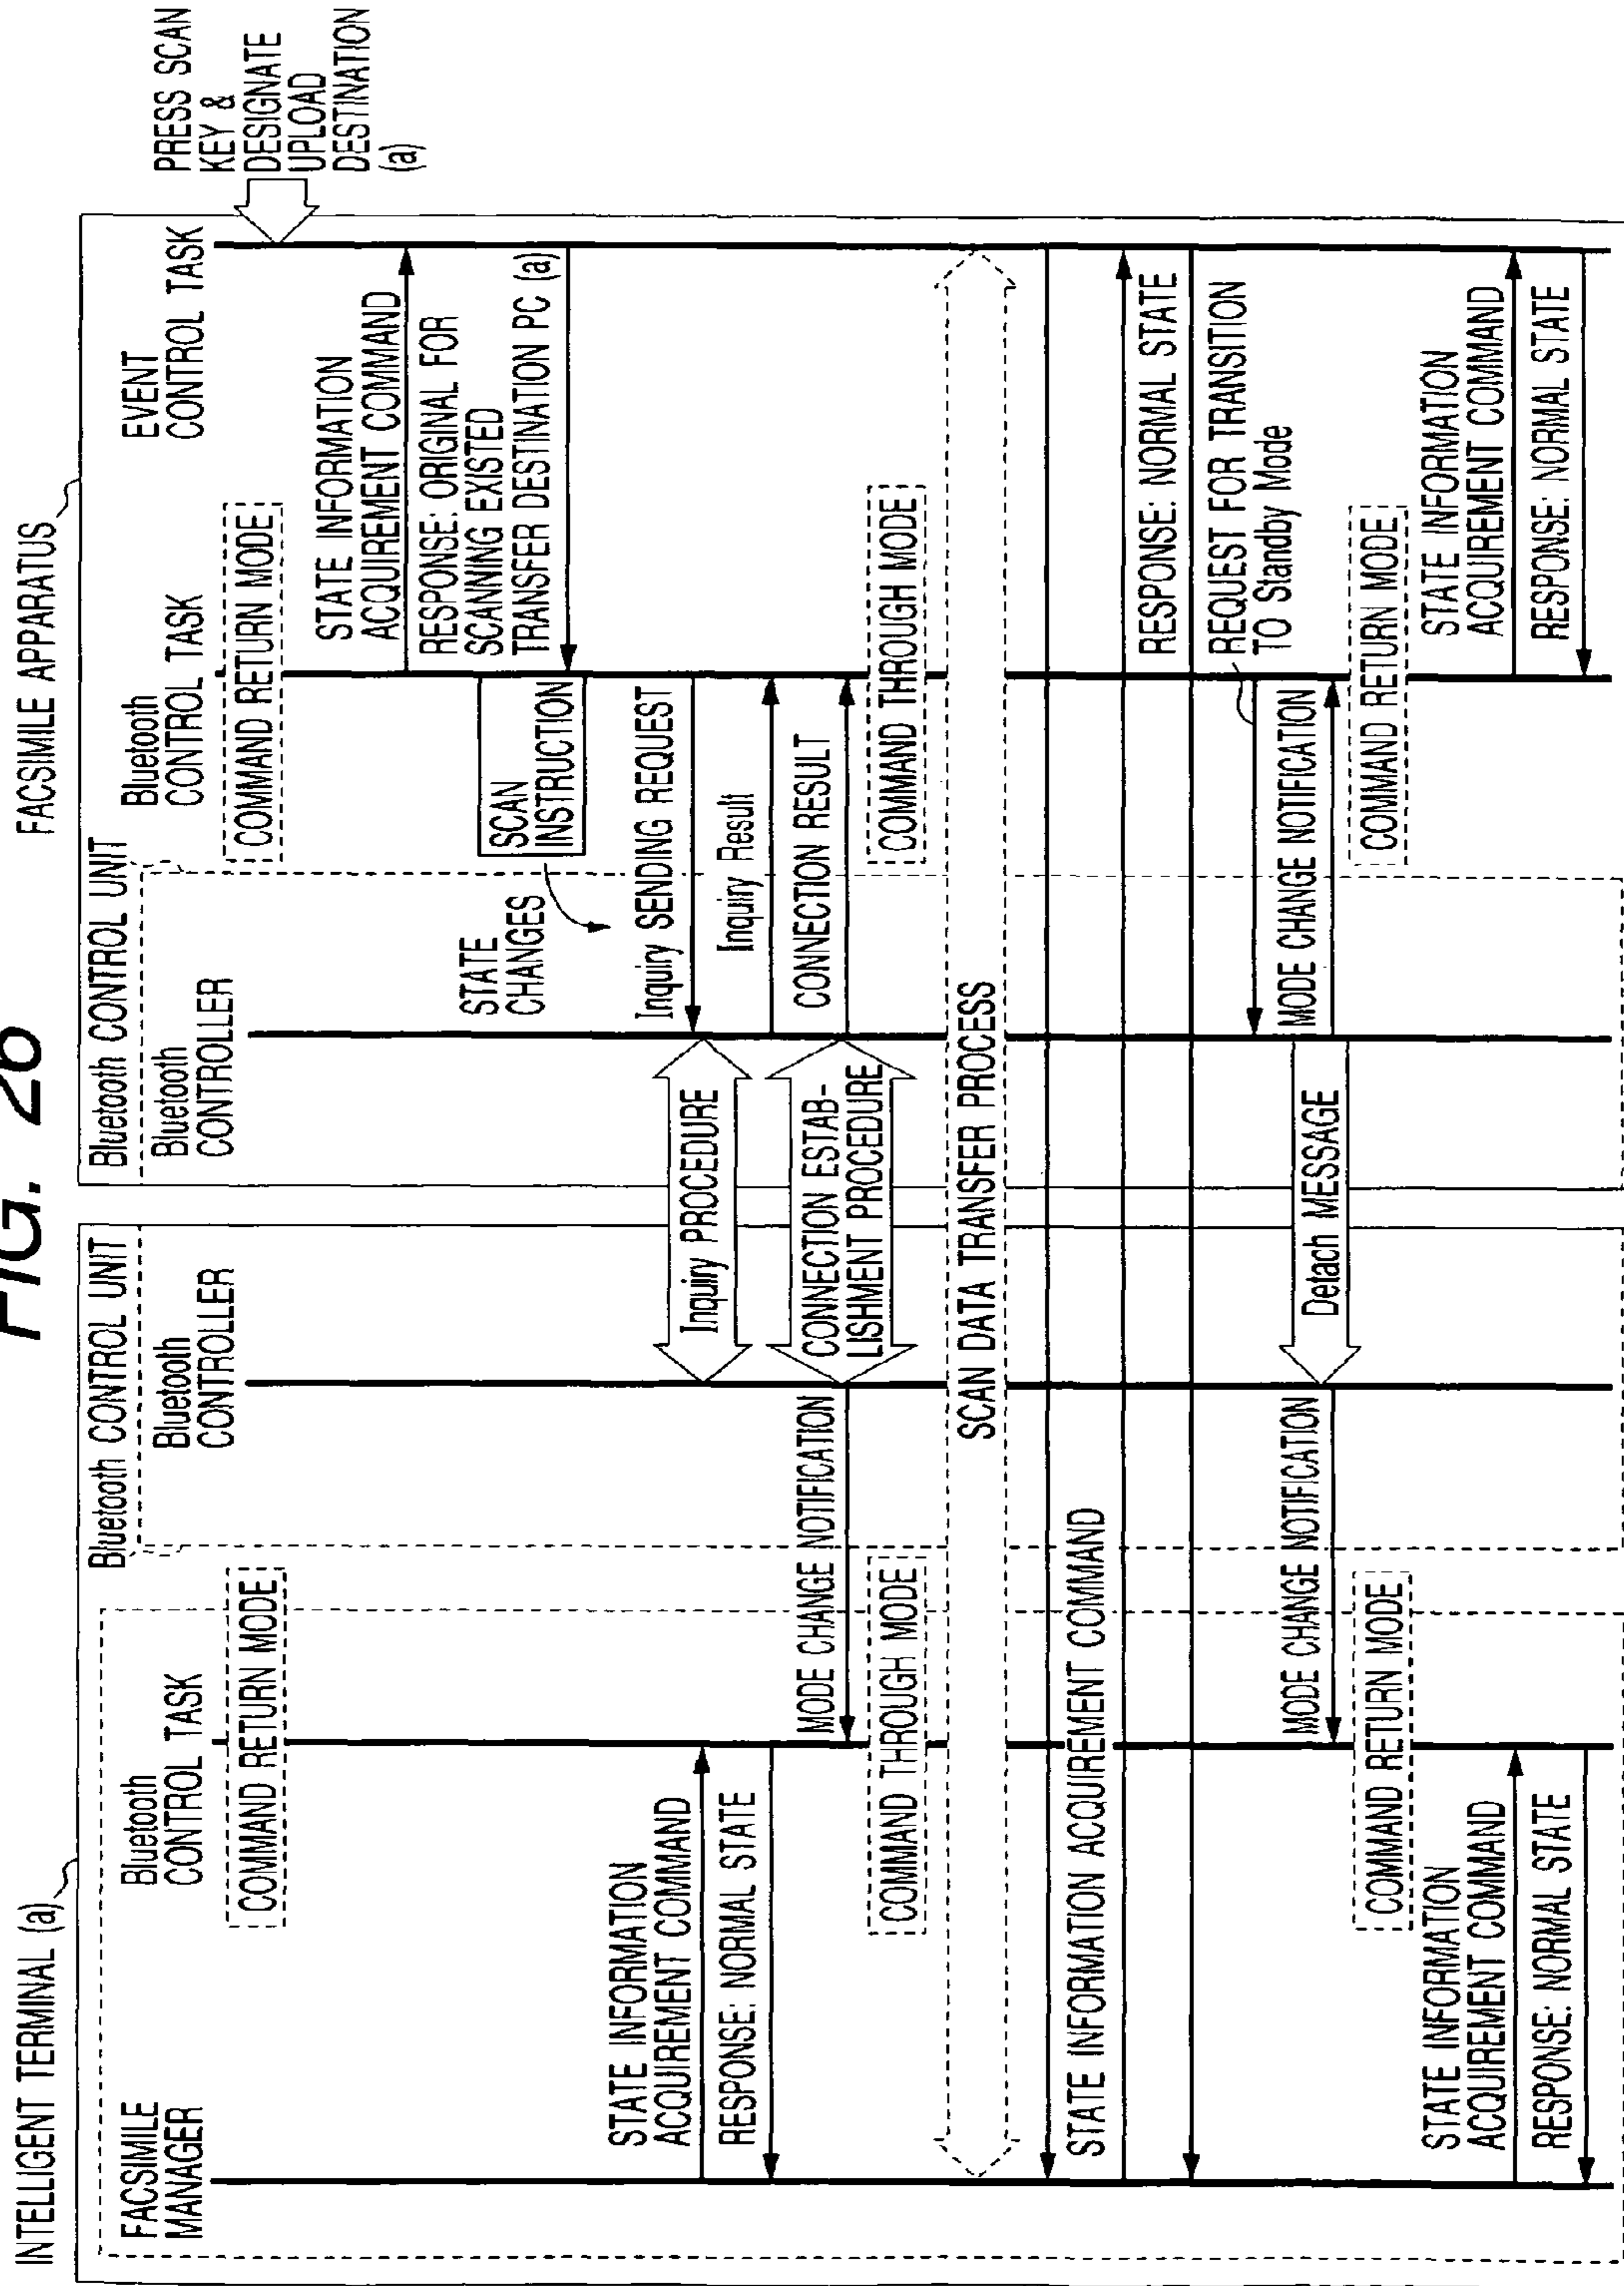 FIG. 26
INTELLIGENT TERMINAL (a)
FACSIMILE APPARATUS
Bluetooth CONTROL UNIT
Bluetooth CONTROL UNIT
FACSIMILE
MANAGER
Bluetooth
CONTROL TASK
Bluetooth
CONTROLLER
Bluetooth
CONTROLLER
Bluetooth
CONTROL TASK
EVENT
CONTROL TASK
PRESS SCAN
KEY &
DESIGNATE
UPLOAD
DESTINATION
(a)
COMMAND RETURN MODE
COMMAND RETURN MODE
STATE INFORMATION
ACQUIREMENT COMMAND
RESPONSE: ORIGINAL FOR
SCANNING EXISTED
TRANSFER DESTINATION PC (a)
STATE
CHANGES
SCAN
INSTRUCTION
STATE INFORMATION
ACQUIREMENT COMMAND
Inquiry PROCEDURE
Inquiry SENDING REQUEST
RESPONSE: NORMAL STATE
Inquiry Result
MODE CHANGE NOTIFICATION
CONNECTION ESTAB-
LISHMENT PROCEDURE
CONNECTION RESULT
COMMAND THROUGH MODE
COMMAND THROUGH MODE
SCAN DATA TRANSFER PROCESS
STATE INFORMATION ACQUIREMENT COMMAND
RESPONSE: NORMAL STATE
REQUEST FOR TRANSITION
TO Standby Mode
MODE CHANGE NOTIFICATION
Detach MESSAGE
MODE CHANGE NOTIFICATION
COMMAND RETURN MODE
COMMAND RETURN MODE
STATE INFORMATION
ACQUIREMENT COMMAND
STATE INFORMATION
ACQUIREMENT COMMAND
RESPONSE: NORMAL STATE
RESPONSE: NORMAL STATE